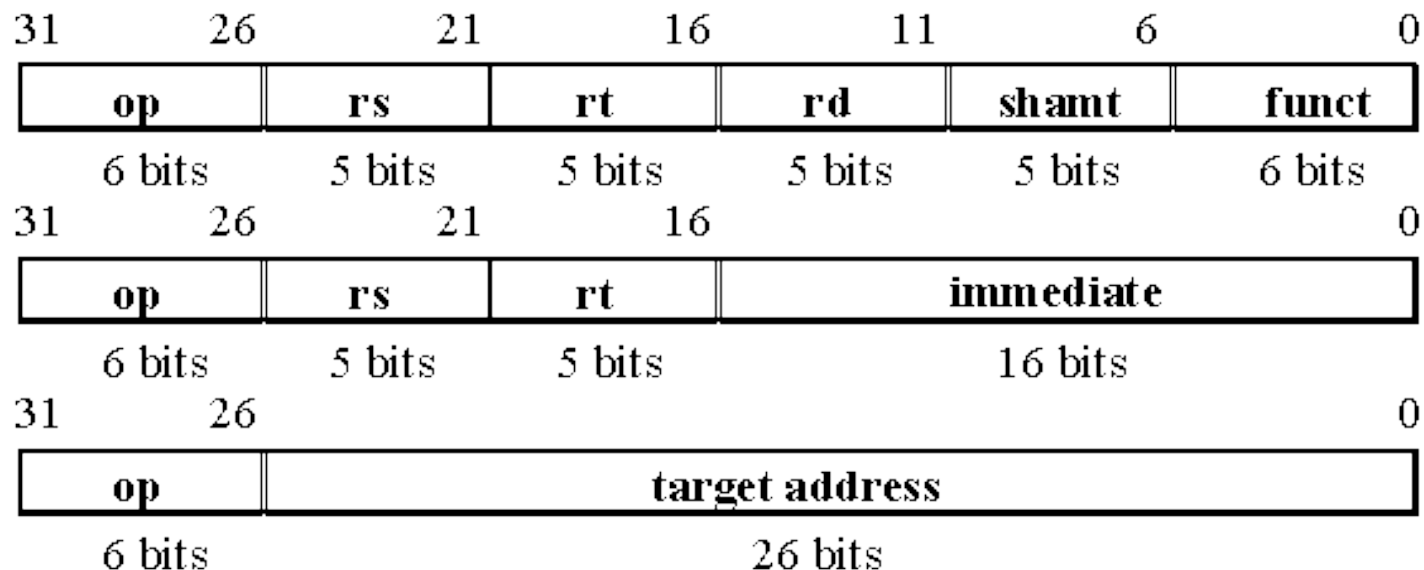 31 26 21 16 11 6 0
op rs rt rd shamt funct
6 bits 5 bits 5 bits 5 bits 5 bits 6 bits
31 26 21 16 0
op rs rt immediate
6 bits 5 bits 5 bits 16 bits
31 26 0
op target address
6 bits 26 bits